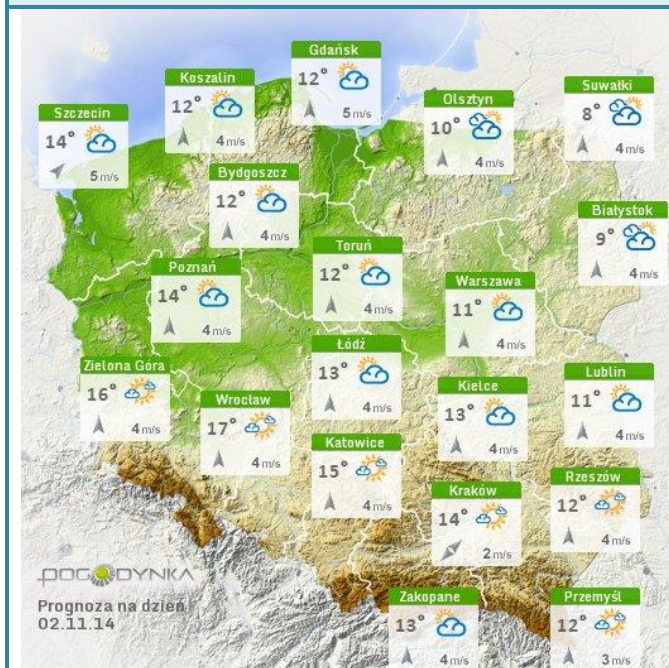 Gdańsk
12°
5 m/s
Koszalin
12°
4 m/s
Szczecin
14°
5 m/s
Olsztyn
10°
4 m/s
Suwałki
8°
4 m/s
Bydgoszcz
12°
4 m/s
Białystok
9°
4 m/s
Toruń
12°
4 m/s
Poznań
14°
4 m/s
Warszawa
11°
4 m/s
Łódź
13°
4 m/s
Zielona Góra
16°
4 m/s
Wrocław
17°
4 m/s
Kielce
13°
4 m/s
Lublin
11°
4 m/s
Katowice
15°
4 m/s
Kraków
14°
2 m/s
Rzeszów
12°
4 m/s
Zakopane
13°
4 m/s
Przemyśl
12°
3 m/s
POGODYNKA
Prognoza na dzień
02.11.14